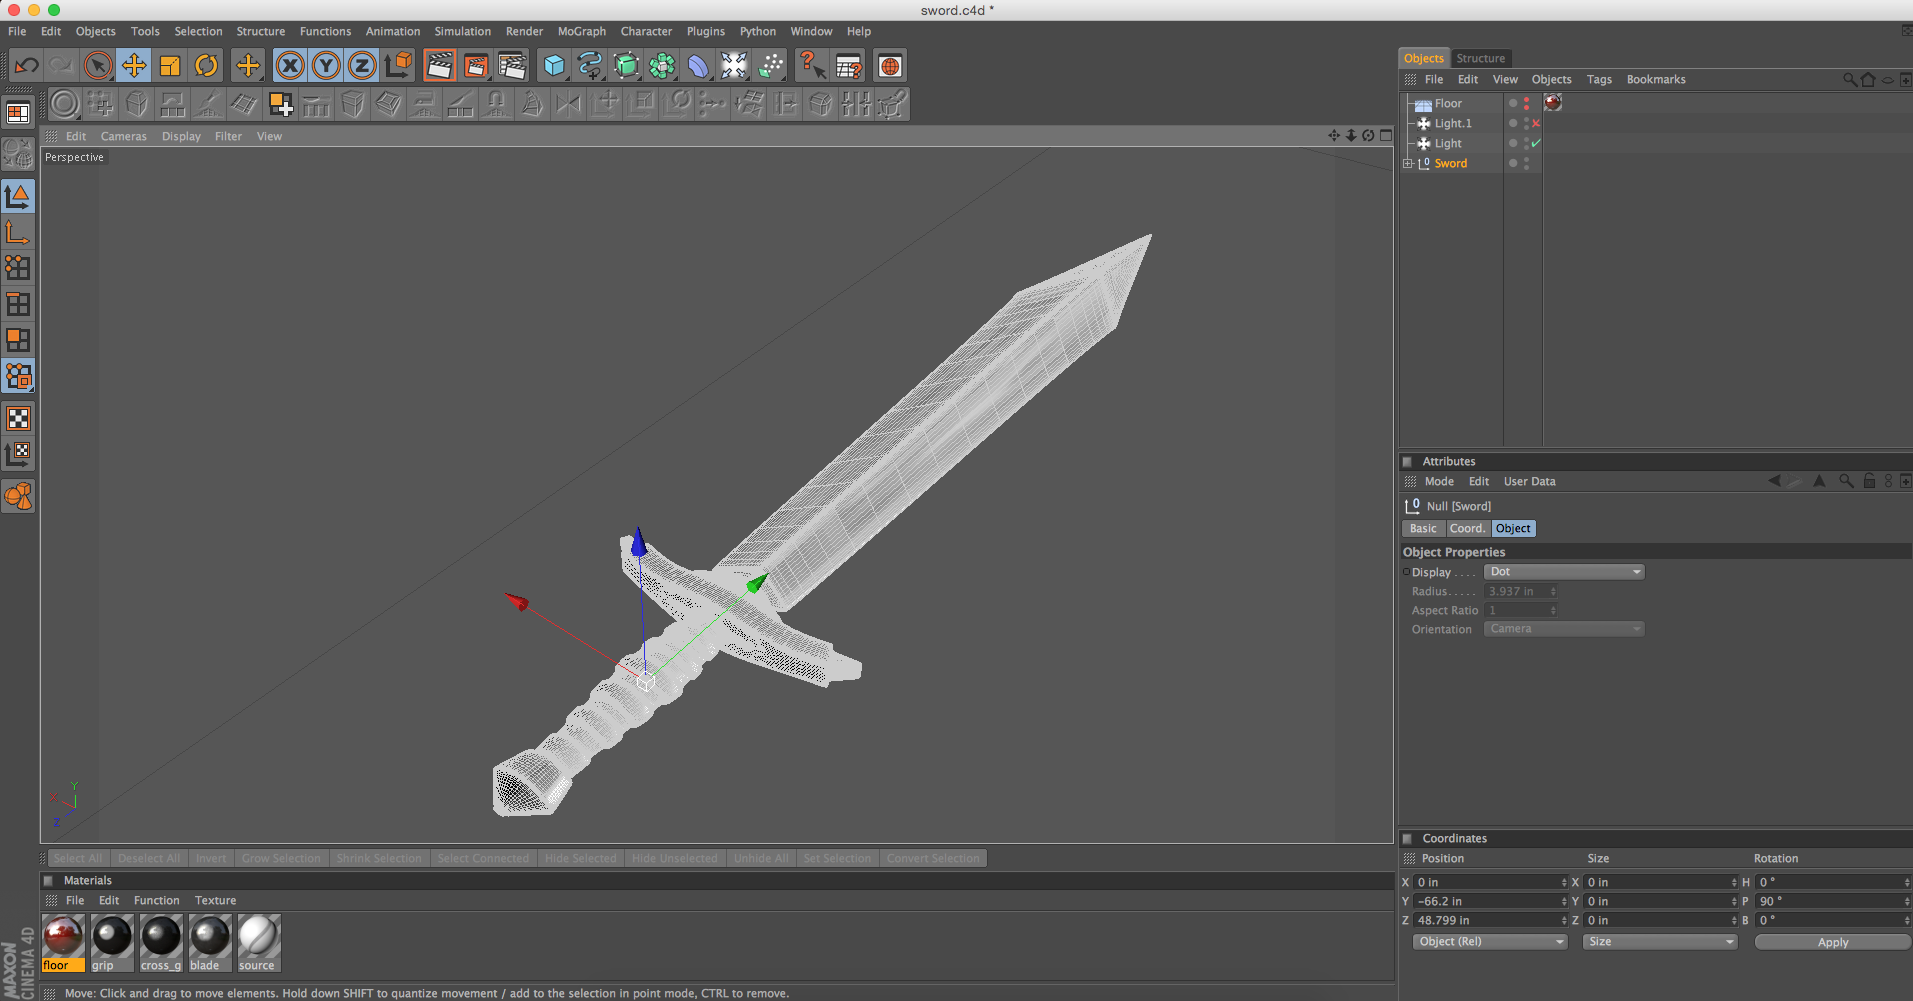 sword.c4d *
File Edit Objects Tools Selection Structure Functions Animation Simulation Render MoGraph Character Plugins Python Window Help
Objects Structure
File Edit View Objects Tags Bookmarks
Floor
Light.1
Light
Sword
Edit Cameras Display Filter View
Perspective
Attributes
Mode Edit User Data
Null [Sword]
Basic Coord. Object
Object Properties
Display . . . . Dot
Radius. . . . . 3.937 in
Aspect Ratio 1
Orientation Camera
X Y Z
Select All Deselect All Invert Grow Selection Shrink Selection Select Connected Hide Selected Hide Unselected Unhide All Set Selection Convert Selection
Materials
File Edit Function Texture
floor grip cross_g blade source
Coordinates
Position Size Rotation
X 0 in X 0 in H 0 °
Y -66.2 in Y 0 in P 90 °
Z 48.799 in Z 0 in B 0 °
Object (Rel) Size Apply
MAXON
CINEMA 4D
Move: Click and drag to move elements. Hold down SHIFT to quantize movement / add to the selection in point mode, CTRL to remove.